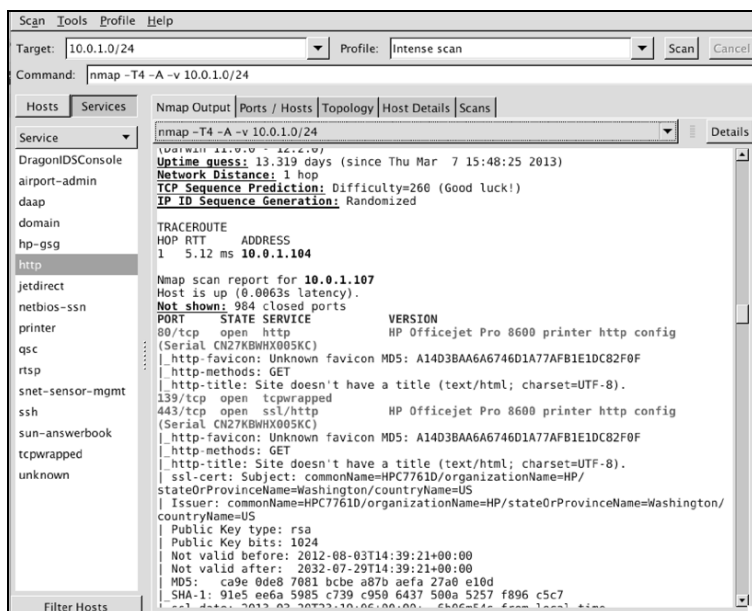 Scan Tools Profile Help
Target: 10.0.1.0/24 Profile: Intense scan Scan Cancel
Command: nmap -T4 -A -v 10.0.1.0/24
Hosts Services
Service
DragonIDSConsole
airport-admin
daap
domain
hp-gsg
http
jetdirect
netbios-ssn
printer
qsc
rtsp
snet-sensor-mgmt
ssh
sun-answerbook
tcpwrapped
unknown
Filter Hosts
Nmap Output Ports / Hosts Topology Host Details Scans
nmap -T4 -A -v 10.0.1.0/24 Details
(Darwin 11.0.0 - 12.2.0)
Uptime guess: 13.319 days (since Thu Mar 7 15:48:25 2013)
Network Distance: 1 hop
TCP Sequence Prediction: Difficulty=260 (Good luck!)
IP ID Sequence Generation: Randomized
TRACEROUTE
HOP RTT ADDRESS
1 5.12 ms 10.0.1.104
Nmap scan report for 10.0.1.107
Host is up (0.0063s latency).
Not shown: 984 closed ports
PORT STATE SERVICE VERSION
80/tcp open http HP Officejet Pro 8600 printer http config
(Serial CN27KBWHX005KC)
|_http-favicon: Unknown favicon MD5: A14D3BAA6A6746D1A77AFB1E1DC82F0F
|_http-methods: GET
|_http-title: Site doesn't have a title (text/html; charset=UTF-8).
139/tcp open tcpwrapped
443/tcp open ssl/http HP Officejet Pro 8600 printer http config
(Serial CN27KBWHX005KC)
|_http-favicon: Unknown favicon MD5: A14D3BAA6A6746D1A77AFB1E1DC82F0F
|_http-methods: GET
|_http-title: Site doesn't have a title (text/html; charset=UTF-8).
| ssl-cert: Subject: commonName=HPC7761D/organizationName=HP/
stateOrProvinceName=Washington/countryName=US
| Issuer: commonName=HPC7761D/organizationName=HP/stateOrProvinceName=Washington/
countryName=US
| Public Key type: rsa
| Public Key bits: 1024
| Not valid before: 2012-08-03T14:39:21+00:00
| Not valid after: 2032-07-29T14:39:21+00:00
| MD5: ca9e 0de8 7081 bcbe a87b aefa 27a0 e10d
|_SHA-1: 91e5 ee6a 5985 c739 c950 6437 500a 5257 f896 c5c7